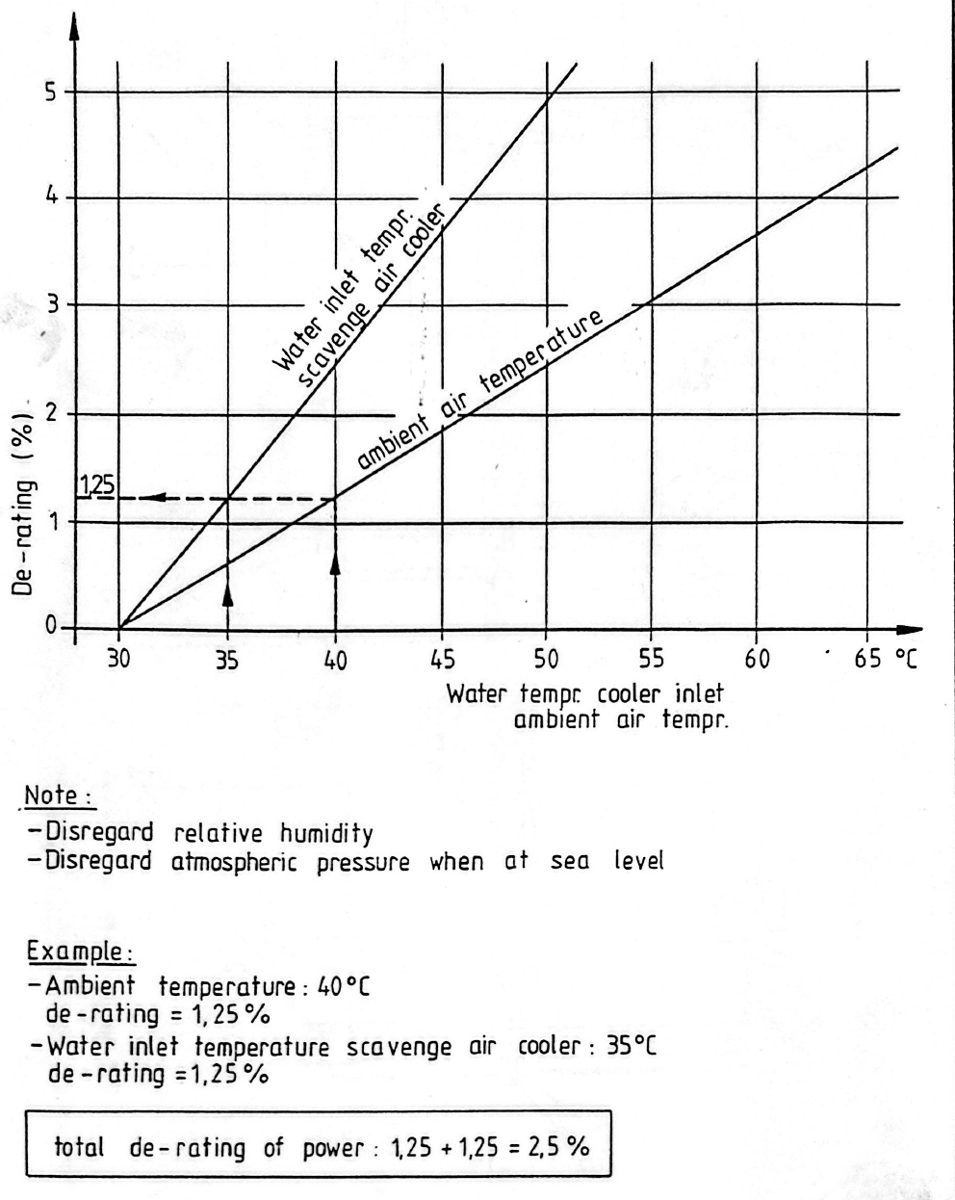 5
4
3
2
1,25
1
0
De-rating (%)
Water inlet tempr.
scavenge air cooler
ambient air temperature
30 35 40 45 50 55 60 65 °C
Water tempr. cooler inlet
ambient air tempr.
Note:
-Disregard relative humidity
-Disregard atmospheric pressure when at sea level
Example:
-Ambient temperature: 40°C
de-rating = 1,25%
-Water inlet temperature scavenge air cooler: 35°C
de-rating =1,25%
total de-rating of power: 1,25 + 1,25 = 2,5%